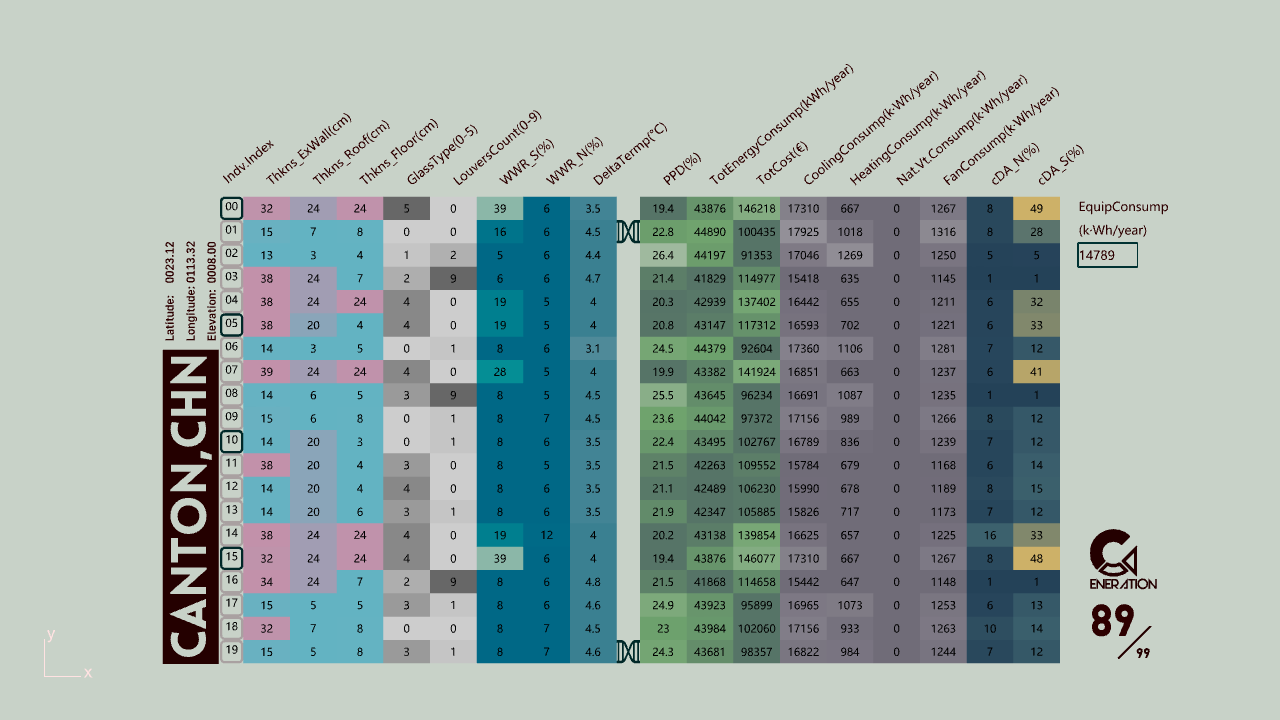 Indv.Index Thkns_ExWall(cm) Thkns_Roof(cm) Thkns_Floor(cm) GlassType(0-5) LouversCount(0-9) WWR_S(%) WWR_N(%) DeltaTermp(°C) PPD(%) TotEnergyConsump(kWh/year) TotCost(€) CoolingConsump(k·Wh/year) HeatingConsump(k·Wh/year) Nat.Vt.Consump(k·Wh/year) FanConsump(k·Wh/year) cDA_N(%) cDA_S(%)
00 32 24 24 5 0 39 6 3.5 19.4 43876 146218 17310 667 0 1267 8 49
01 15 7 8 0 0 16 6 4.5 22.8 44890 100435 17925 1018 0 1316 8 28
02 13 3 4 1 2 5 6 4.4 26.4 44197 91353 17046 1269 0 1250 5 5
03 38 24 7 2 9 6 6 4.7 21.4 41829 114977 15418 635 0 1145 1 1
04 38 24 24 4 0 19 5 4 20.3 42939 137402 16442 655 0 1211 6 32
05 38 20 4 4 0 19 5 4 20.8 43147 117312 16593 702 0 1221 6 33
06 14 3 5 0 1 8 6 3.1 24.5 44379 92604 17360 1106 0 1281 7 12
07 39 24 24 4 0 28 5 4 19.9 43382 141924 16851 663 0 1237 6 41
08 14 6 5 3 9 8 5 4.5 25.5 43645 96234 16691 1087 0 1235 1 1
09 15 6 8 0 1 8 7 4.5 23.6 44042 97372 17156 989 0 1266 8 12
10 14 20 3 0 1 8 6 3.5 22.4 43495 102767 16789 836 0 1239 7 12
11 38 20 4 3 0 8 5 3.5 21.5 42263 109552 15784 679 0 1168 6 14
12 14 20 4 4 0 8 6 3.5 21.1 42489 106230 15990 678 0 1189 8 15
13 14 20 6 3 1 8 6 3.5 21.9 42347 105885 15826 717 0 1173 7 12
14 38 24 24 4 0 19 12 4 20.2 43138 139854 16625 657 0 1225 16 33
15 32 24 24 4 0 39 6 4 19.4 43876 146077 17310 667 0 1267 8 48
16 34 24 7 2 9 8 6 4.8 21.5 41868 114658 15442 647 0 1148 1 1
17 15 5 5 3 1 8 6 4.6 24.9 43923 95899 16965 1073 0 1253 6 13
18 32 7 8 0 0 8 7 4.5 23 43984 102060 17156 933 0 1263 10 14
19 15 5 8 3 1 8 7 4.6 24.3 43681 98357 16822 984 0 1244 7 12
Latitude: 0023.12
Longitude: 0113.32
Elevation: 0008.00
CANTON,CHN
EquipConsump
(k·Wh/year)
14789
ENERATION
89/99
y
x